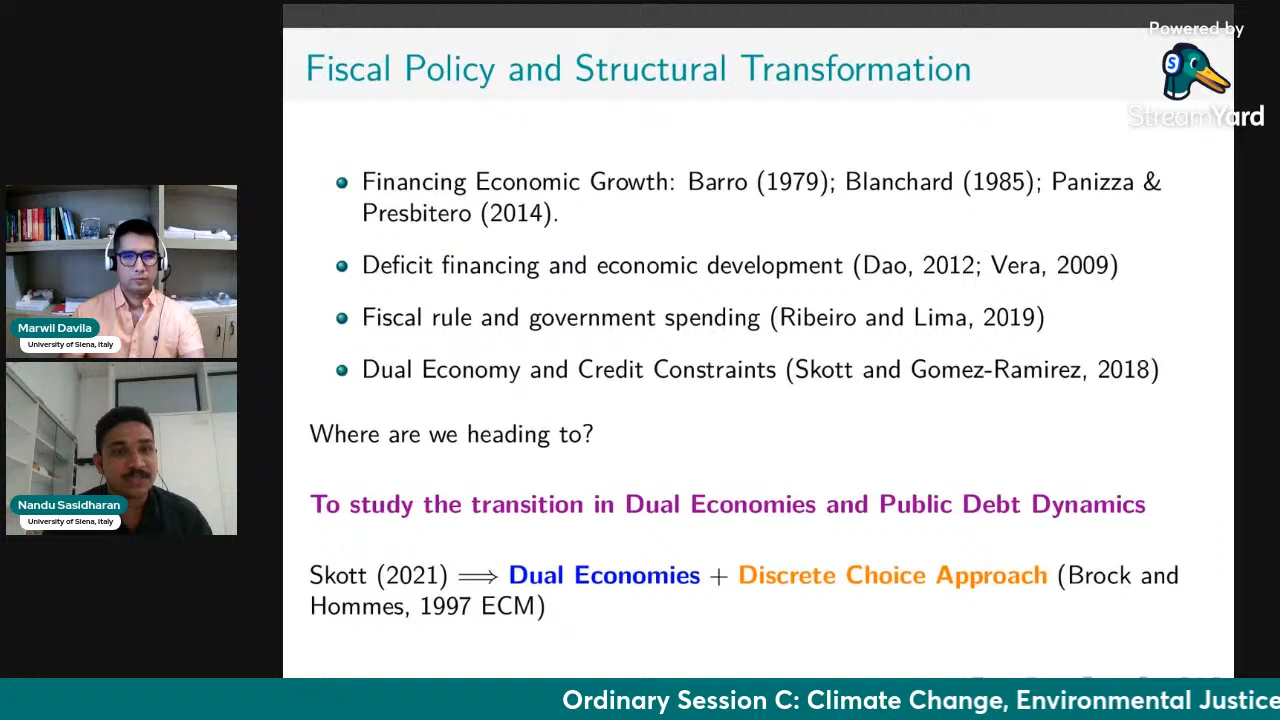 Powered by
StreamYard
Fiscal Policy and Structural Transformation
Financing Economic Growth: Barro (1979); Blanchard (1985); Panizza &
Presbitero (2014).
Deficit financing and economic development (Dao, 2012; Vera, 2009)
Fiscal rule and government spending (Ribeiro and Lima, 2019)
Dual Economy and Credit Constraints (Skott and Gomez-Ramirez, 2018)
Where are we heading to?
To study the transition in Dual Economies and Public Debt Dynamics
Skott (2021) ⟹ Dual Economies + Discrete Choice Approach (Brock and
Hommes, 1997 ECM)
Marwil Davila
University of Siena, Italy
Nandu Sasidharan
University of Siena, Italy
Ordinary Session C: Climate Change, Environmental Justice